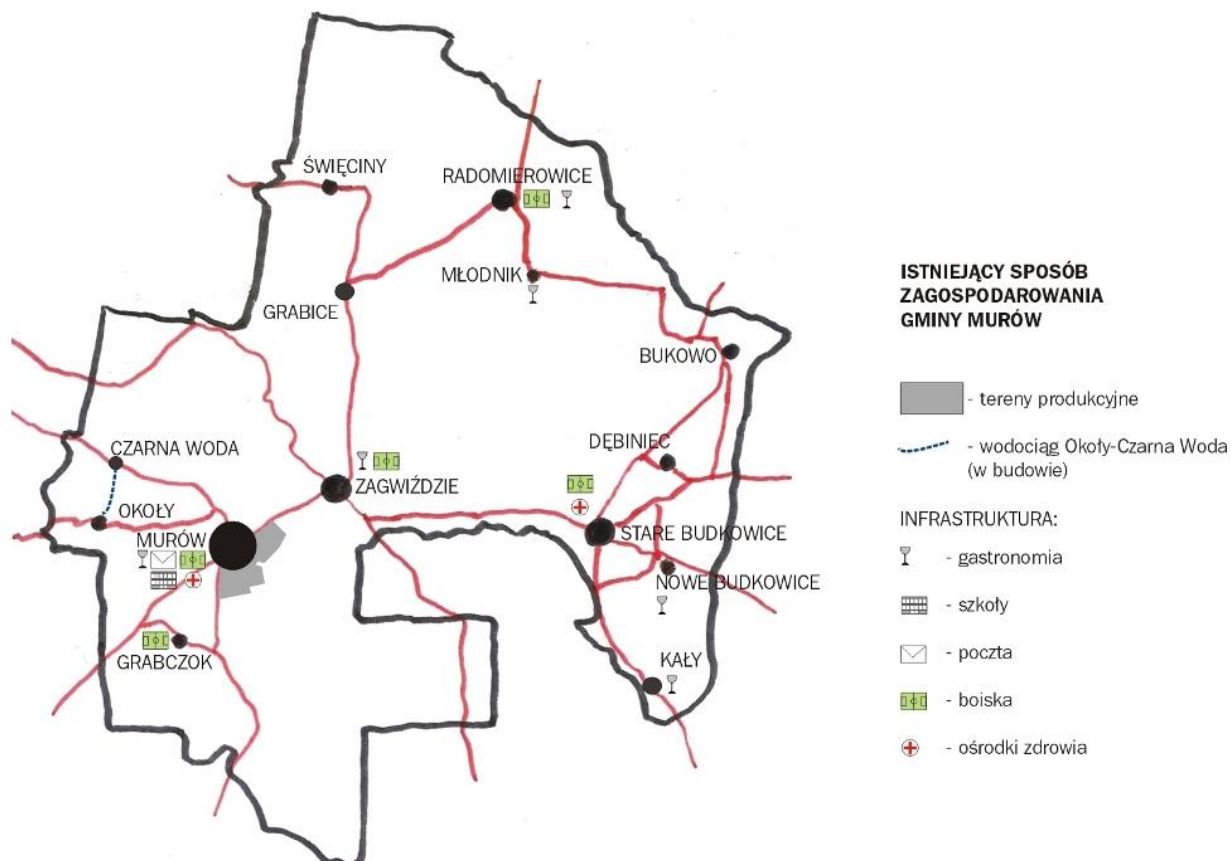 ŚWIĘCINY
RADOMIEROWICE
MŁODNIK
GRABICE
BUKOWO
CZARNA WODA
DĘBINIEC
ZAGWIŹDZIE
OKOŁY
MURÓW
STARE BUDKOWICE
NOWE BUDKOWICE
GRABCZOK
KAŁY
ISTNIEJĄCY SPOSÓB
ZAGOSPODAROWANIA
GMINY MURÓW
- tereny produkcyjne
- wodociąg Okoły-Czarna Woda
(w budowie)
INFRASTRUKTURA:
- gastronomia
- szkoły
- poczta
- boiska
- ośrodki zdrowia